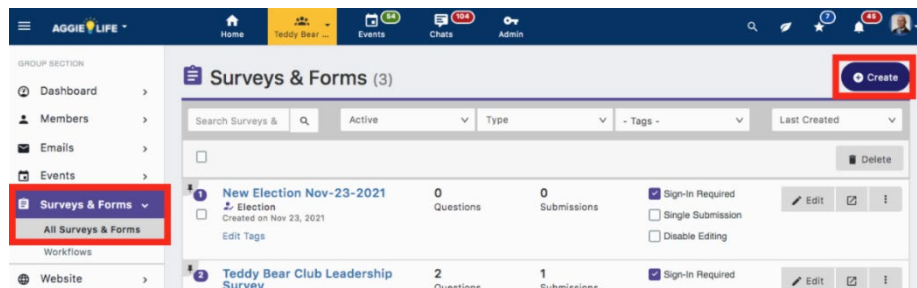 AGGIE LIFE
Home
Teddy Bear ...
54
Events
104
Chats
Admin
7
45
GROUP SECTION
Dashboard
Members
Emails
Events
Surveys & Forms
All Surveys & Forms
Workflows
Website
Surveys & Forms (3)
Create
Search Surveys &
Active
Type
- Tags -
Last Created
Delete
1
New Election Nov-23-2021
Election
Created on Nov 23, 2021
Edit Tags
0
Questions
0
Submissions
Sign-In Required
Single Submission
Disable Editing
Edit
2
Teddy Bear Club Leadership
Survey
2
Questions
1
Submissions
Sign-In Required
Edit